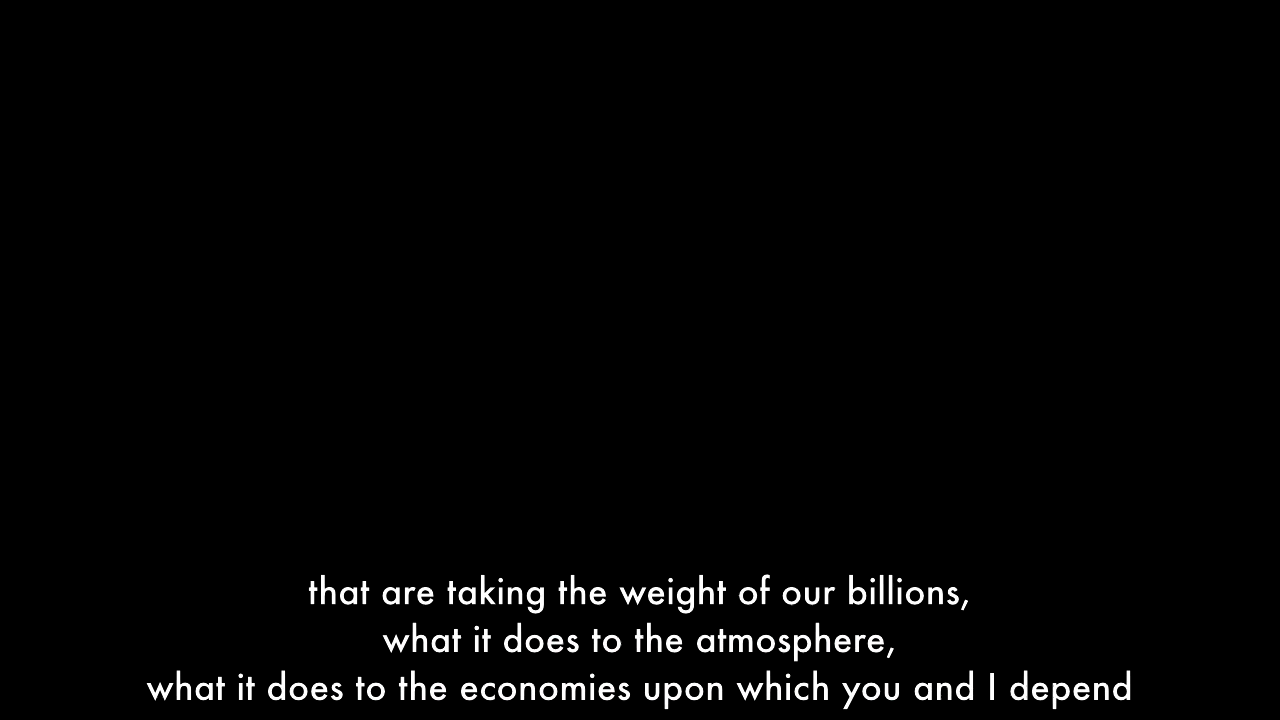 that are taking the weight of our billions,
what it does to the atmosphere,
what it does to the economies upon which you and I depend